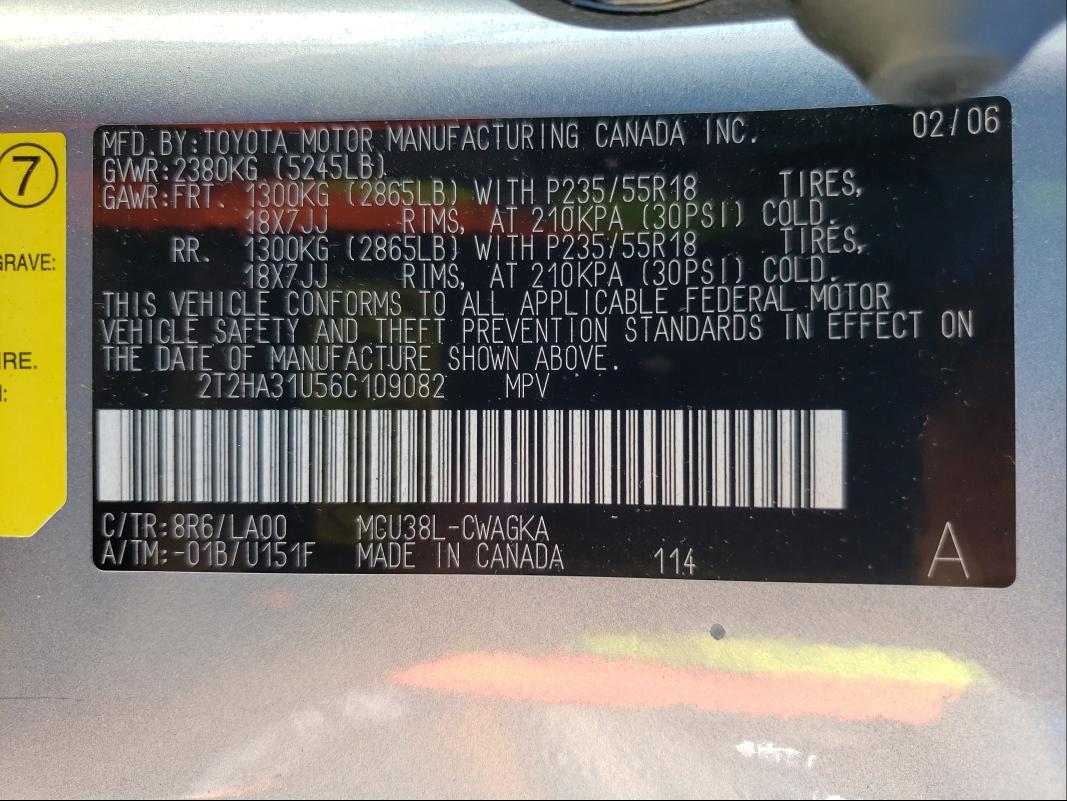 7
GRAVE:
IRE.
MFD.BY:TOYOTA MOTOR MANUFACTURING CANADA INC. 02/06
GVWR:2380KG (5245LB)
GAWR:FRT. 1300KG (2865LB) WITH P235/55R18 TIRES,
18X7JJ RIMS, AT 210KPA (30PSI) COLD.
RR. 1300KG (2865LB) WITH P235/55R18 TIRES,
18X7JJ RIMS, AT 210KPA (30PSI) COLD.
THIS VEHICLE CONFORMS TO ALL APPLICABLE FEDERAL MOTOR
VEHICLE SAFETY AND THEFT PREVENTION STANDARDS IN EFFECT ON
THE DATE OF MANUFACTURE SHOWN ABOVE.
2T2HA31U56C109082 MPV
C/TR:8R6/LA00 MCU38L-CWAGKA
A/TM:-01B/U151F MADE IN CANADA 114 A